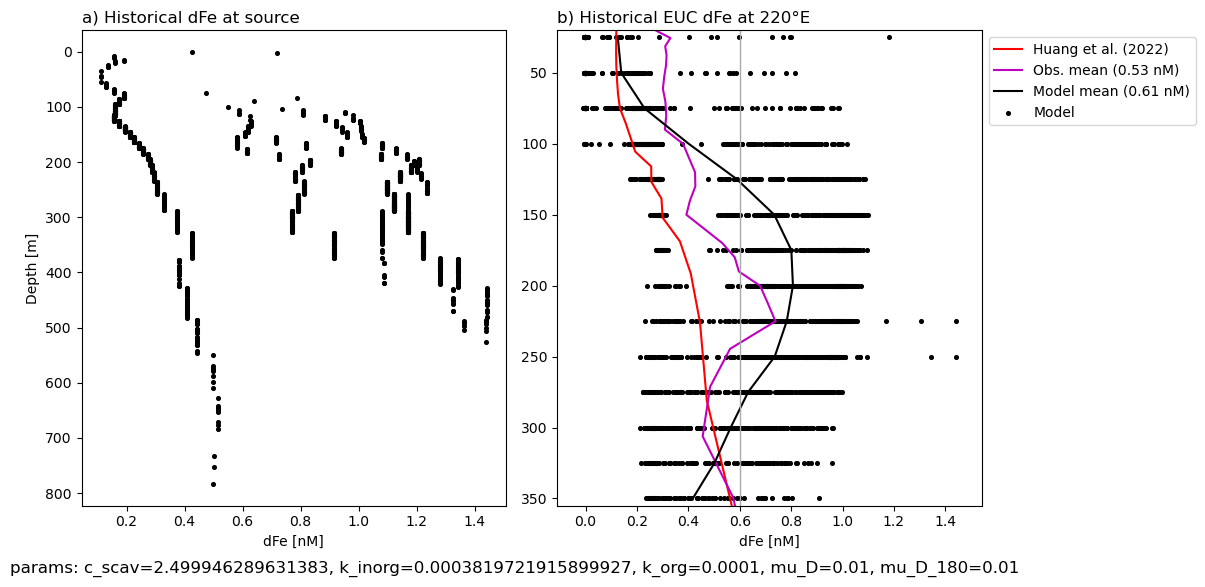 a) Historical dFe at source
0
100
200
300
400
500
600
700
800
Depth [m]
0.2 0.4 0.6 0.8 1.0 1.2 1.4
dFe [nM]
b) Historical EUC dFe at 220°E
50
100
150
200
250
300
350
0.0 0.2 0.4 0.6 0.8 1.0 1.2 1.4
dFe [nM]
Huang et al. (2022)
Obs. mean (0.53 nM)
Model mean (0.61 nM)
Model
params: c_scav=2.499946289631383, k_inorg=0.0003819721915899927, k_org=0.0001, mu_D=0.01, mu_D_180=0.01